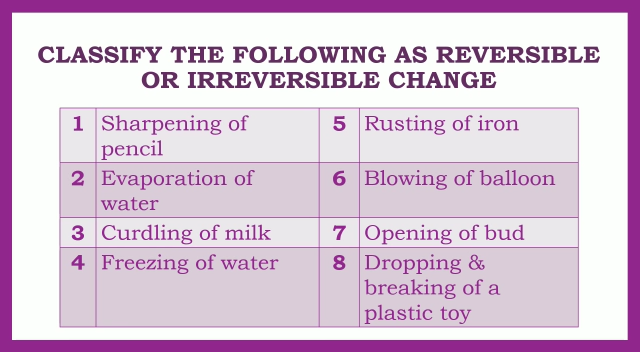 CLASSIFY THE FOLLOWING AS REVERSIBLE
OR IRREVERSIBLE CHANGE
1 Sharpening of
pencil
5 Rusting of iron
2 Evaporation of
water
6 Blowing of balloon
3 Curdling of milk
7 Opening of bud
4 Freezing of water
8 Dropping &
breaking of a
plastic toy